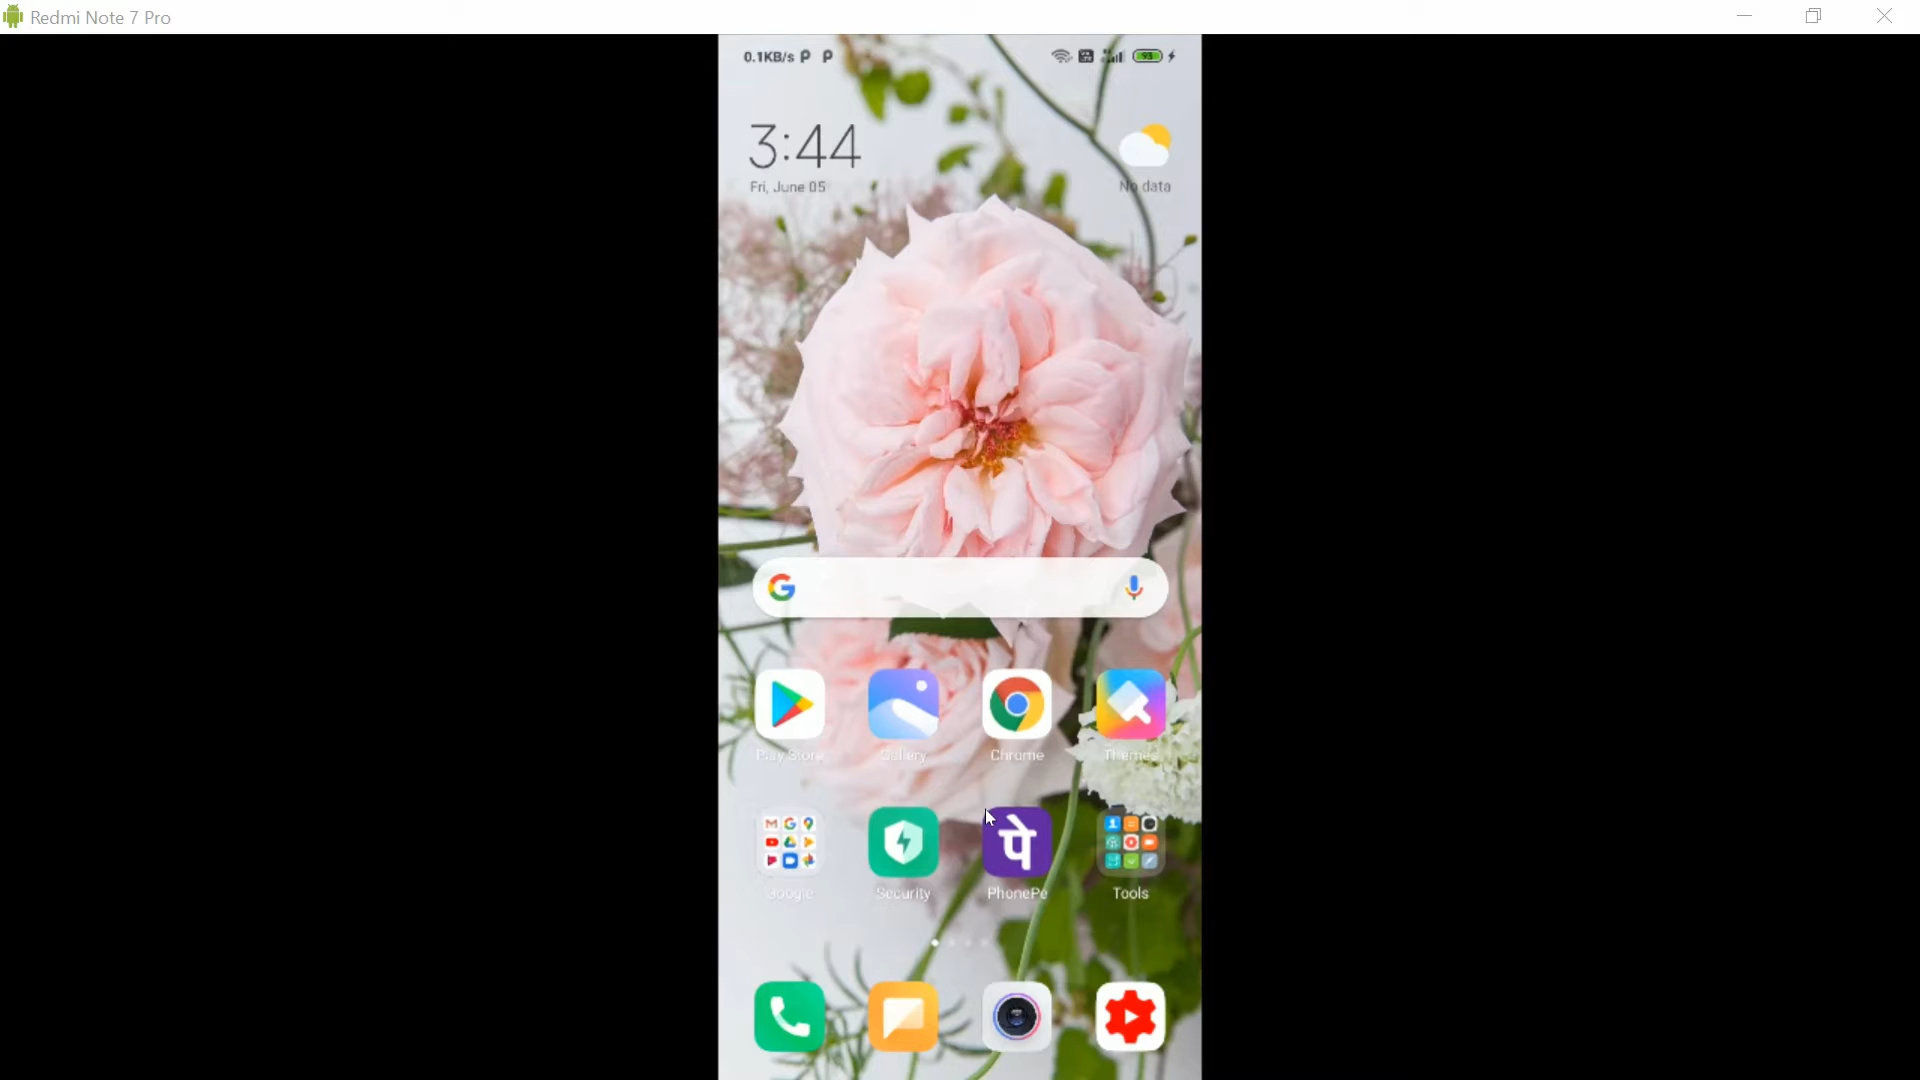 Redmi Note 7 Pro
0.1KB/s P P
93
3:44
Fri, June 05
No data
G
Play Store Gallery Chrome Themes
पे
Google Security PhonePe Tools